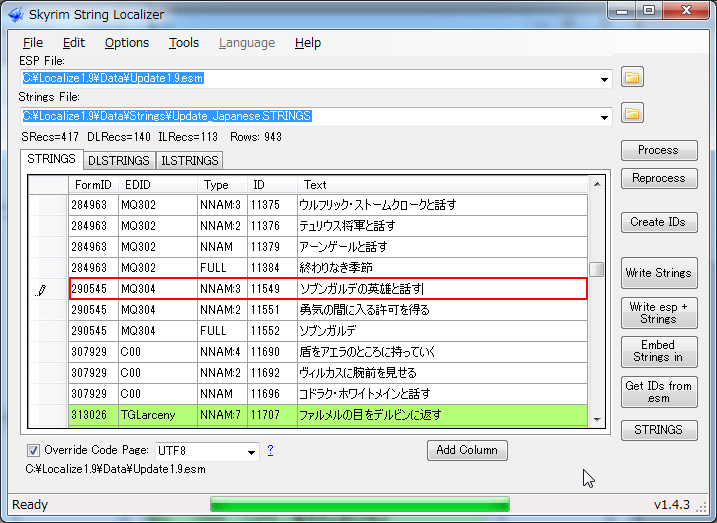 Skyrim String Localizer
File Edit Options Tools Language Help
ESP File:
C:¥Localize1.9¥Data¥Update1.9.esm
Strings File:
C:¥Localize1.9¥Data¥Strings¥Update_Japanese.STRINGS
SRecs=417 DLRecs=140 ILRecs=113 Rows: 943
STRINGS DLSTRINGS ILSTRINGS
FormID EDID Type ID Text
284963 MQ302 NNAM:3 11375 ウルフリック・ストームクロークと話す
284963 MQ302 NNAM:2 11376 テュリウス将軍と話す
284963 MQ302 NNAM 11379 アーンゲールと話す
284963 MQ302 FULL 11384 終わりなき季節
290545 MQ304 NNAM:3 11549 ソブンガルデの英雄と話す
290545 MQ304 NNAM:2 11551 勇気の間に入る許可を得る
290545 MQ304 FULL 11552 ソブンガルデ
307929 C00 NNAM:4 11690 盾をアエラのところに持っていく
307929 C00 NNAM:2 11692 ヴィルカスに腕前を見せる
307929 C00 NNAM 11696 コドラク・ホワイトメインと話す
313026 TGLarceny NNAM:7 11707 ファルメルの目をデルビンに返す
Process
Reprocess
Create IDs
Write Strings
Write esp +
Strings
Embed
Strings in
Get IDs from
.esm
STRINGS
Override Code Page: UTF8 ? Add Column
C:¥Localize1.9¥Data¥Update1.9.esm
Ready v1.4.3